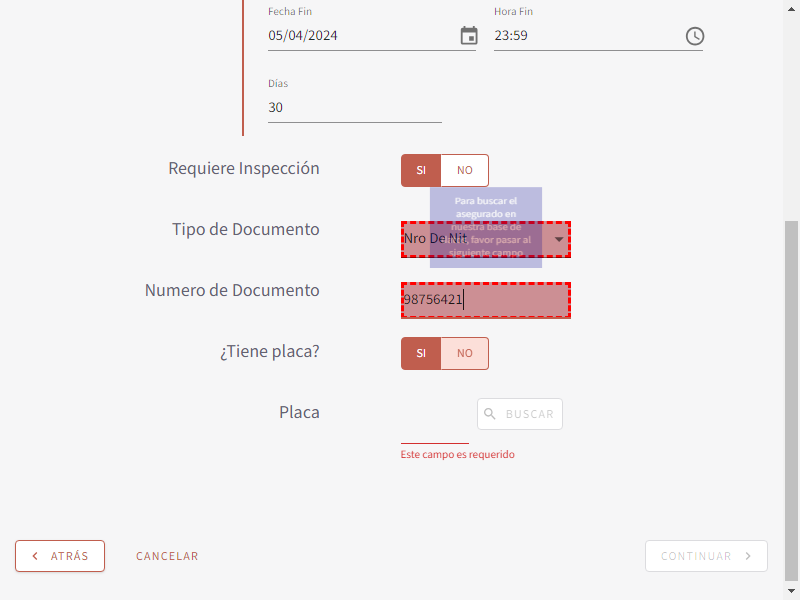 Fecha Fin
05/04/2024
Hora Fin
23:59
Días
30
Requiere Inspección
SI
NO
Para buscar el
asegurado en
nuestra base de
favor pasar al
siguiente campo
Tipo de Documento
Nro De Nit
Numero de Documento
98756421
¿Tiene placa?
SI
NO
Placa
BUSCAR
Este campo es requerido
ATRÁS
CANCELAR
CONTINUAR